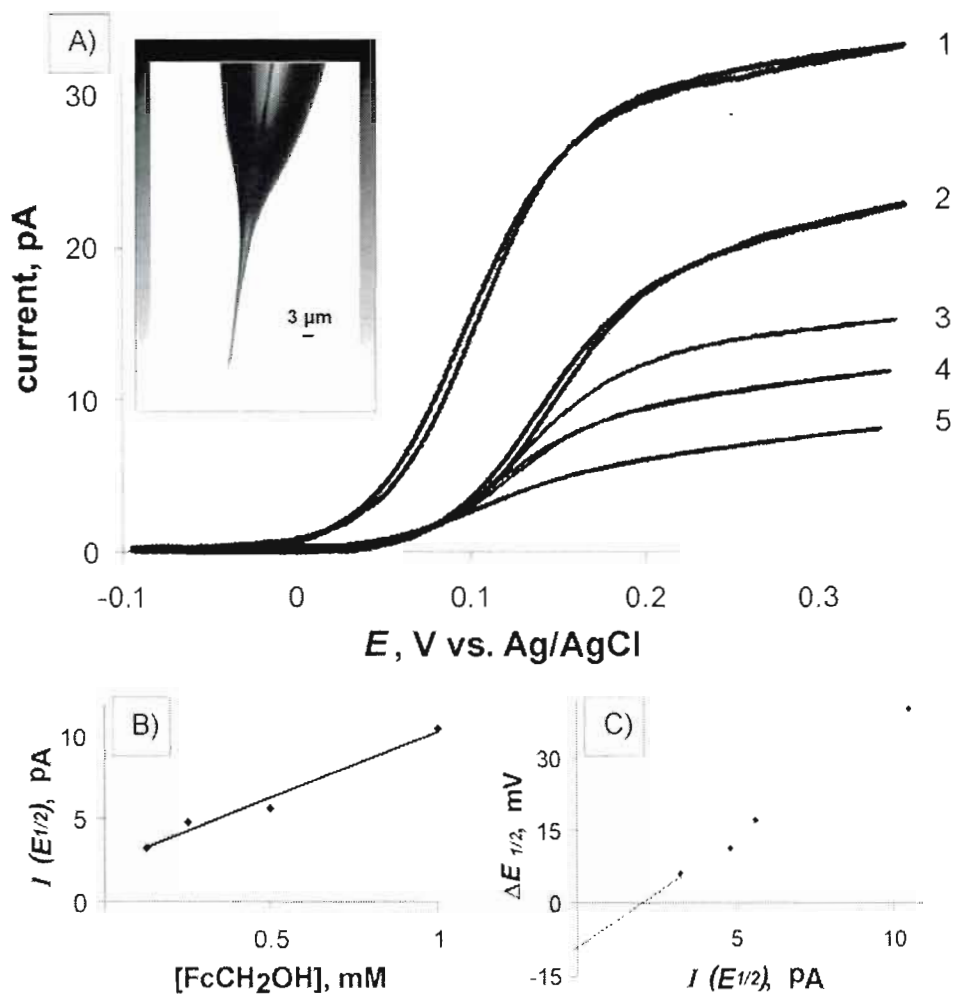 A)
30
20
10
0
current, pA
3 µm
1
2
3
4
5
-0.1 0 0.1 0.2 0.3
E, V vs. Ag/AgCl
B)
10
5
0
I (E1/2), pA
0.5 1
[FcCH2OH], mM
C)
30
15
0
-15
ΔE 1/2, mV
5 10
I (E1/2), pA